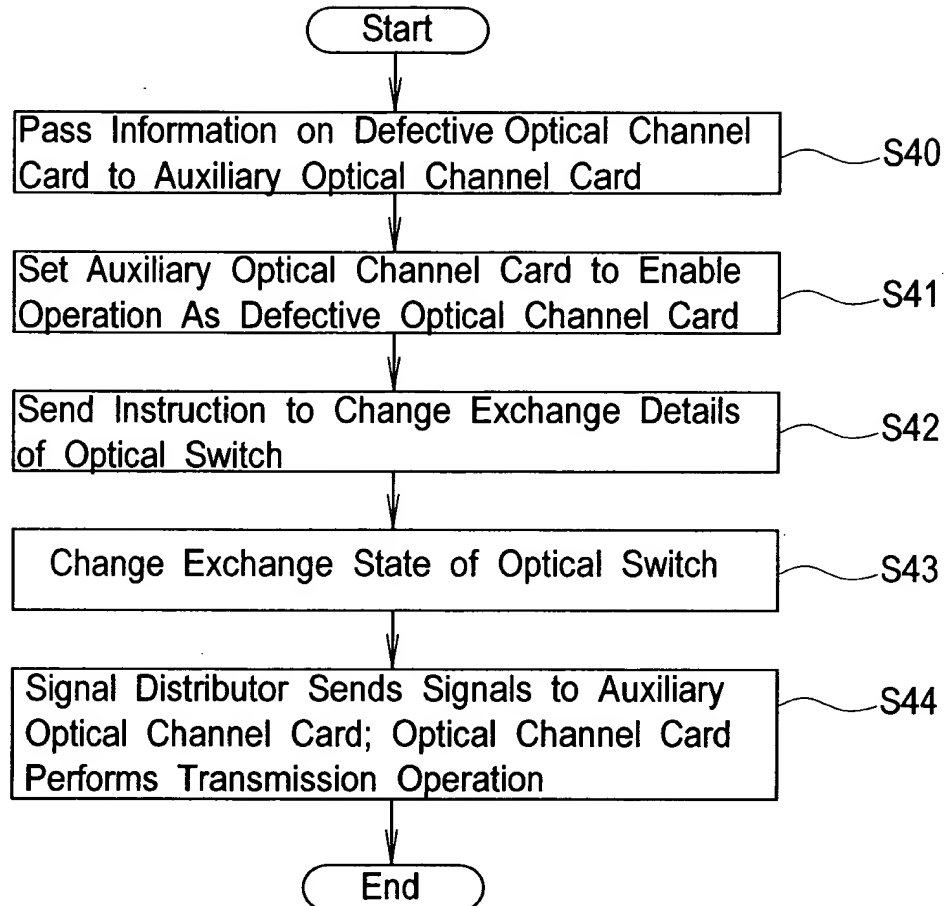 Start
Pass Information on Defective Optical Channel
Card to Auxiliary Optical Channel Card
S40
Set Auxiliary Optical Channel Card to Enable
Operation As Defective Optical Channel Card
S41
Send Instruction to Change Exchange Details
of Optical Switch
S42
Change Exchange State of Optical Switch
S43
Signal Distributor Sends Signals to Auxiliary
Optical Channel Card; Optical Channel Card
Performs Transmission Operation
S44
End